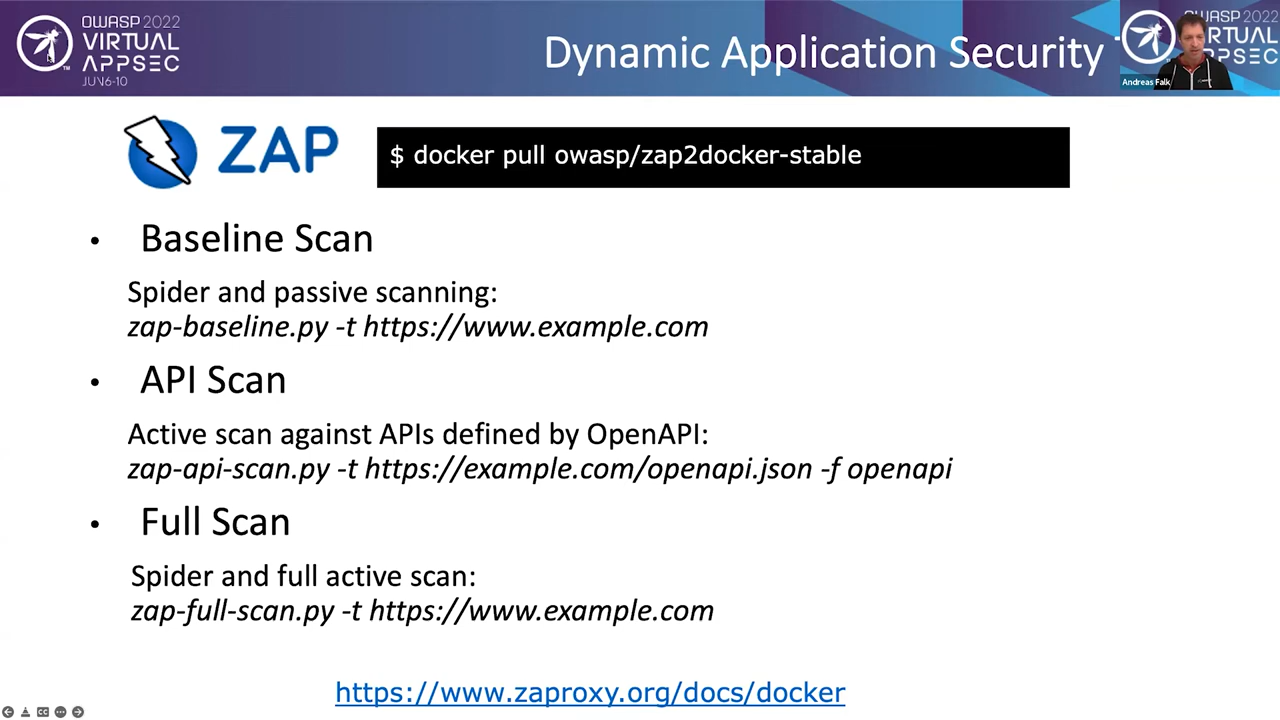 OWASP 2022
VIRTUAL
APPSEC
JUN 6-10
Dynamic Application Security
OWASP 2022
Andreas Falk
ZAP
$ docker pull owasp/zap2docker-stable
• Baseline Scan
Spider and passive scanning:
zap-baseline.py -t https://www.example.com
• API Scan
Active scan against APIs defined by OpenAPI:
zap-api-scan.py -t https://example.com/openapi.json -f openapi
• Full Scan
Spider and full active scan:
zap-full-scan.py -t https://www.example.com
https://www.zaproxy.org/docs/docker
CC